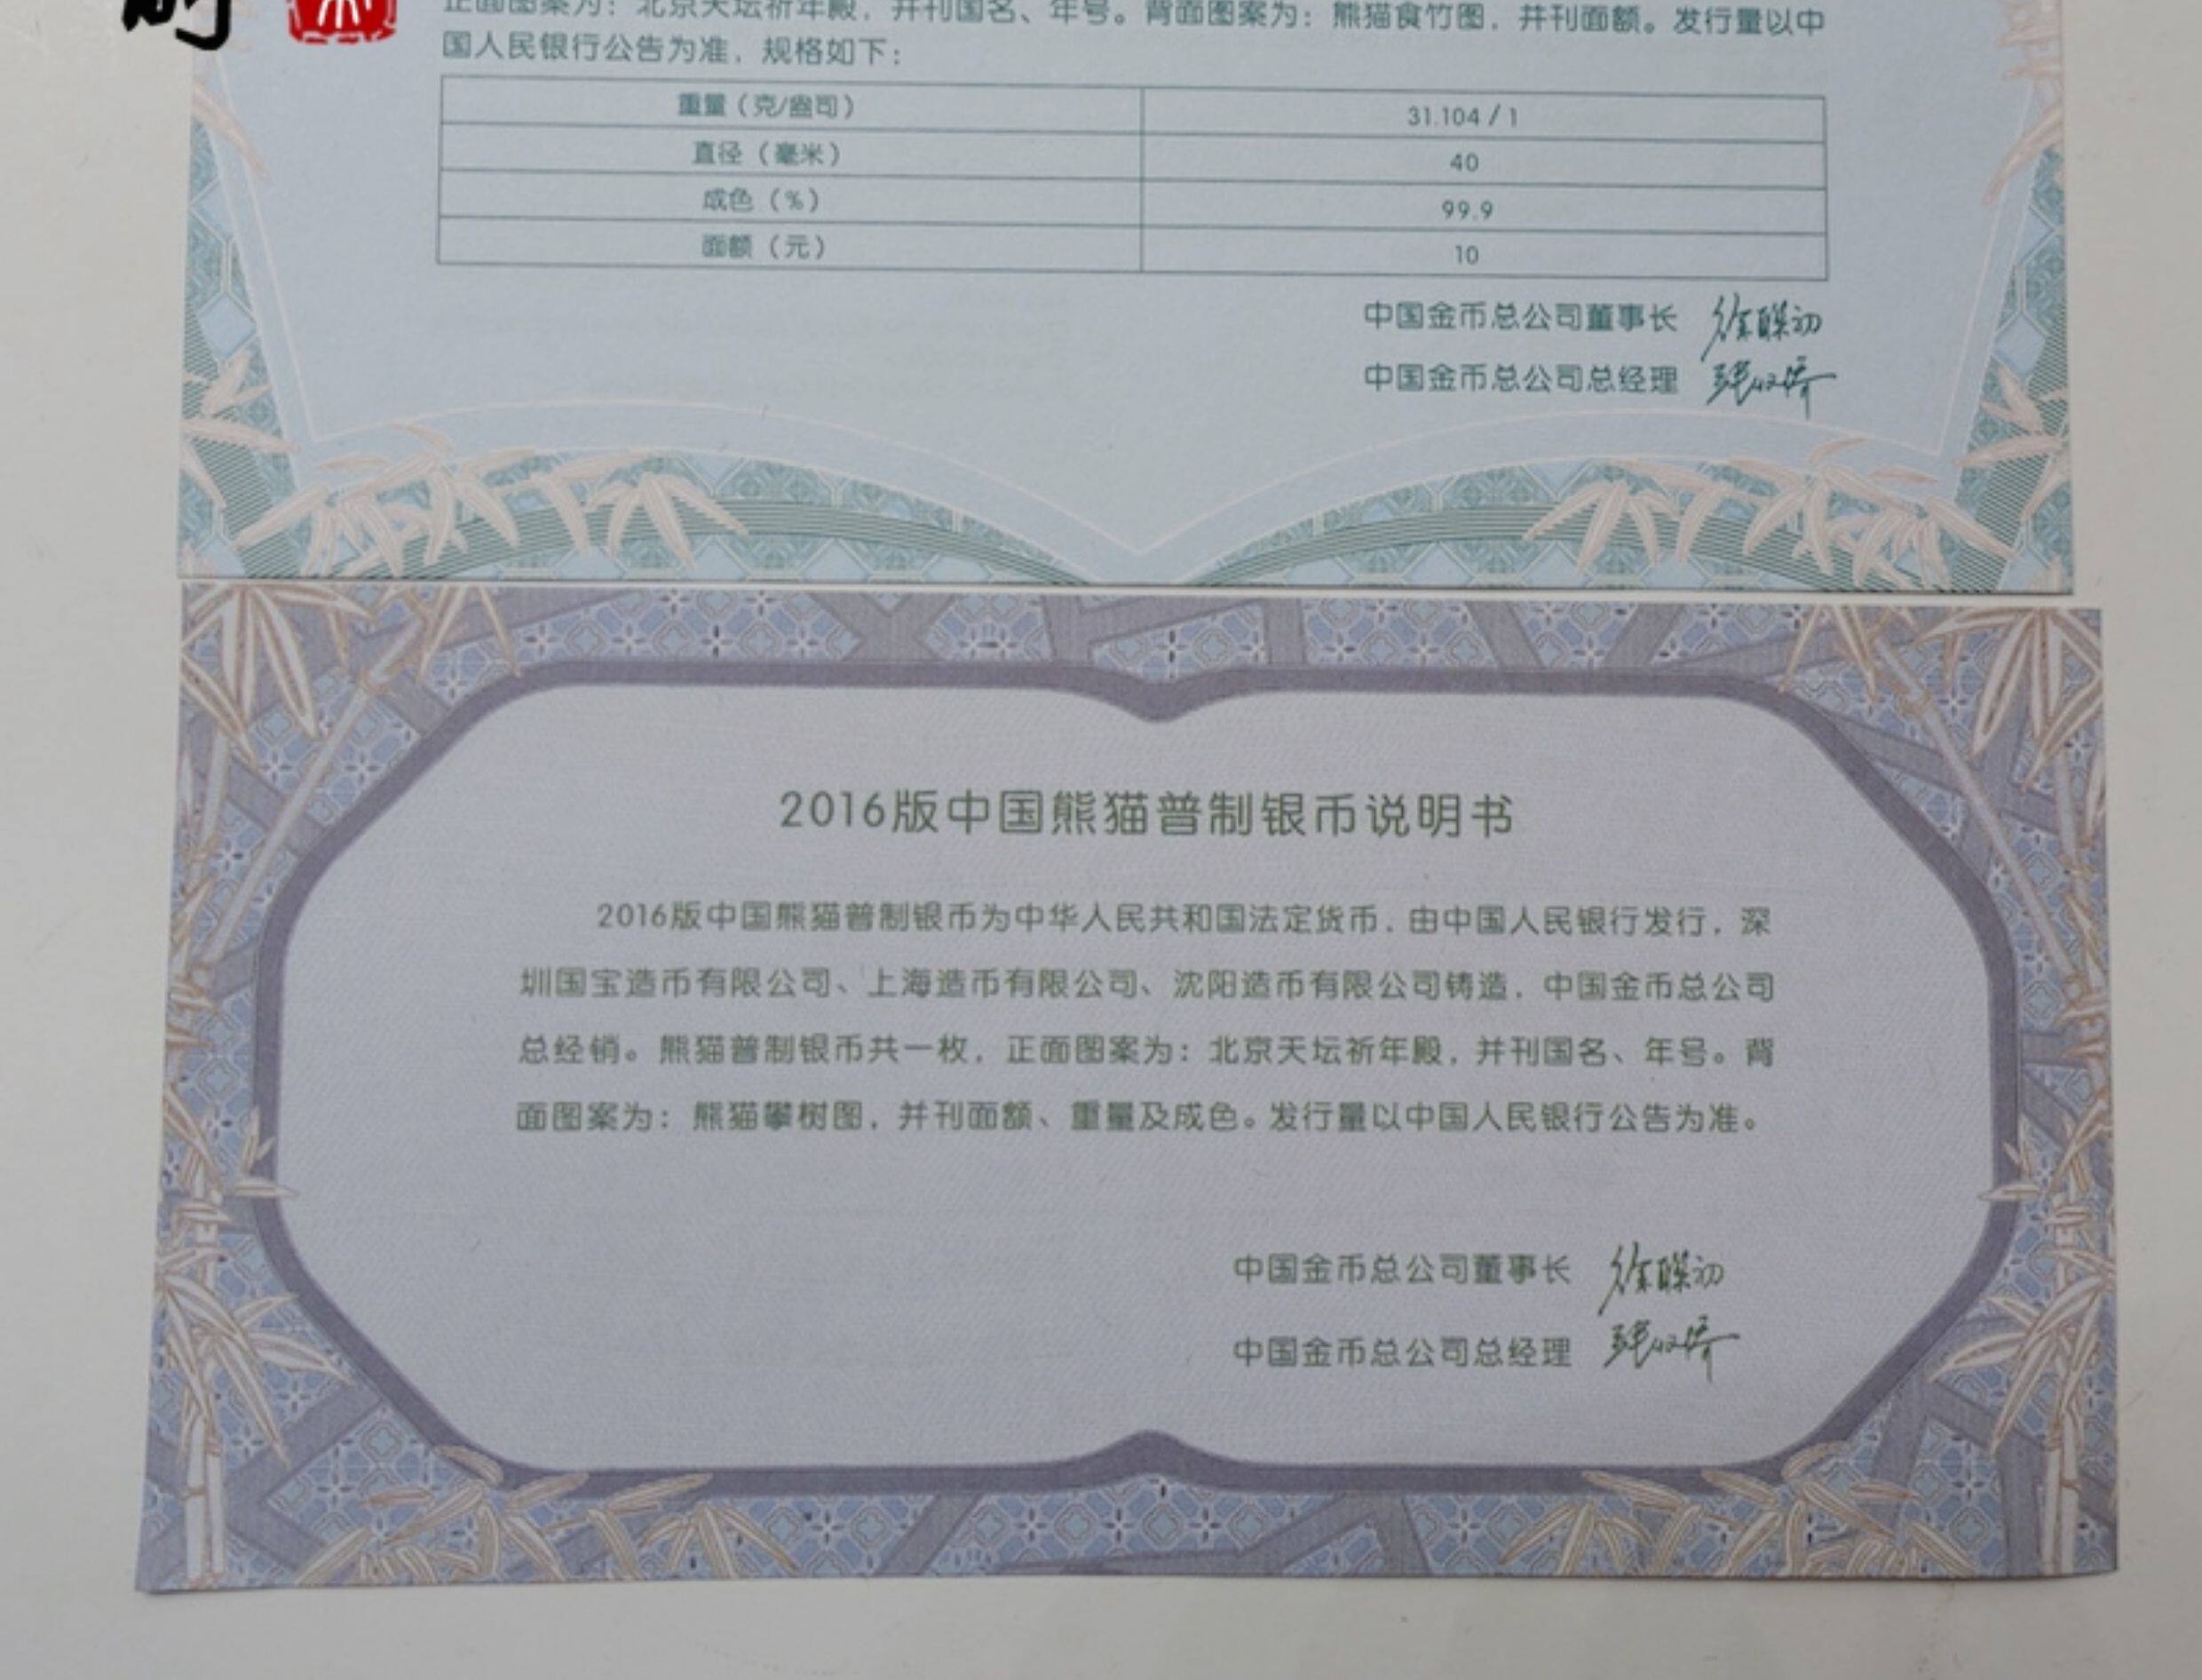 正面图案为：北京天坛祈年殿，并刊国名、年号。背面图案为：熊猫食竹图，并刊面额。发行量以中
国人民银行公告为准，规格如下：
重量（克/盎司） 31.104 / 1
直径（毫米） 40
成色（%） 99.9
面额（元） 10
中国金币总公司董事长
中国金币总公司总经理
2016版中国熊猫普制银币说明书
2016版中国熊猫普制银币为中华人民共和国法定货币，由中国人民银行发行，深
圳国宝造币有限公司、上海造币有限公司、沈阳造币有限公司铸造，中国金币总公司
总经销。熊猫普制银币共一枚，正面图案为：北京天坛祈年殿，并刊国名、年号。背
面图案为：熊猫攀树图，并刊面额、重量及成色。发行量以中国人民银行公告为准。
中国金币总公司董事长
中国金币总公司总经理